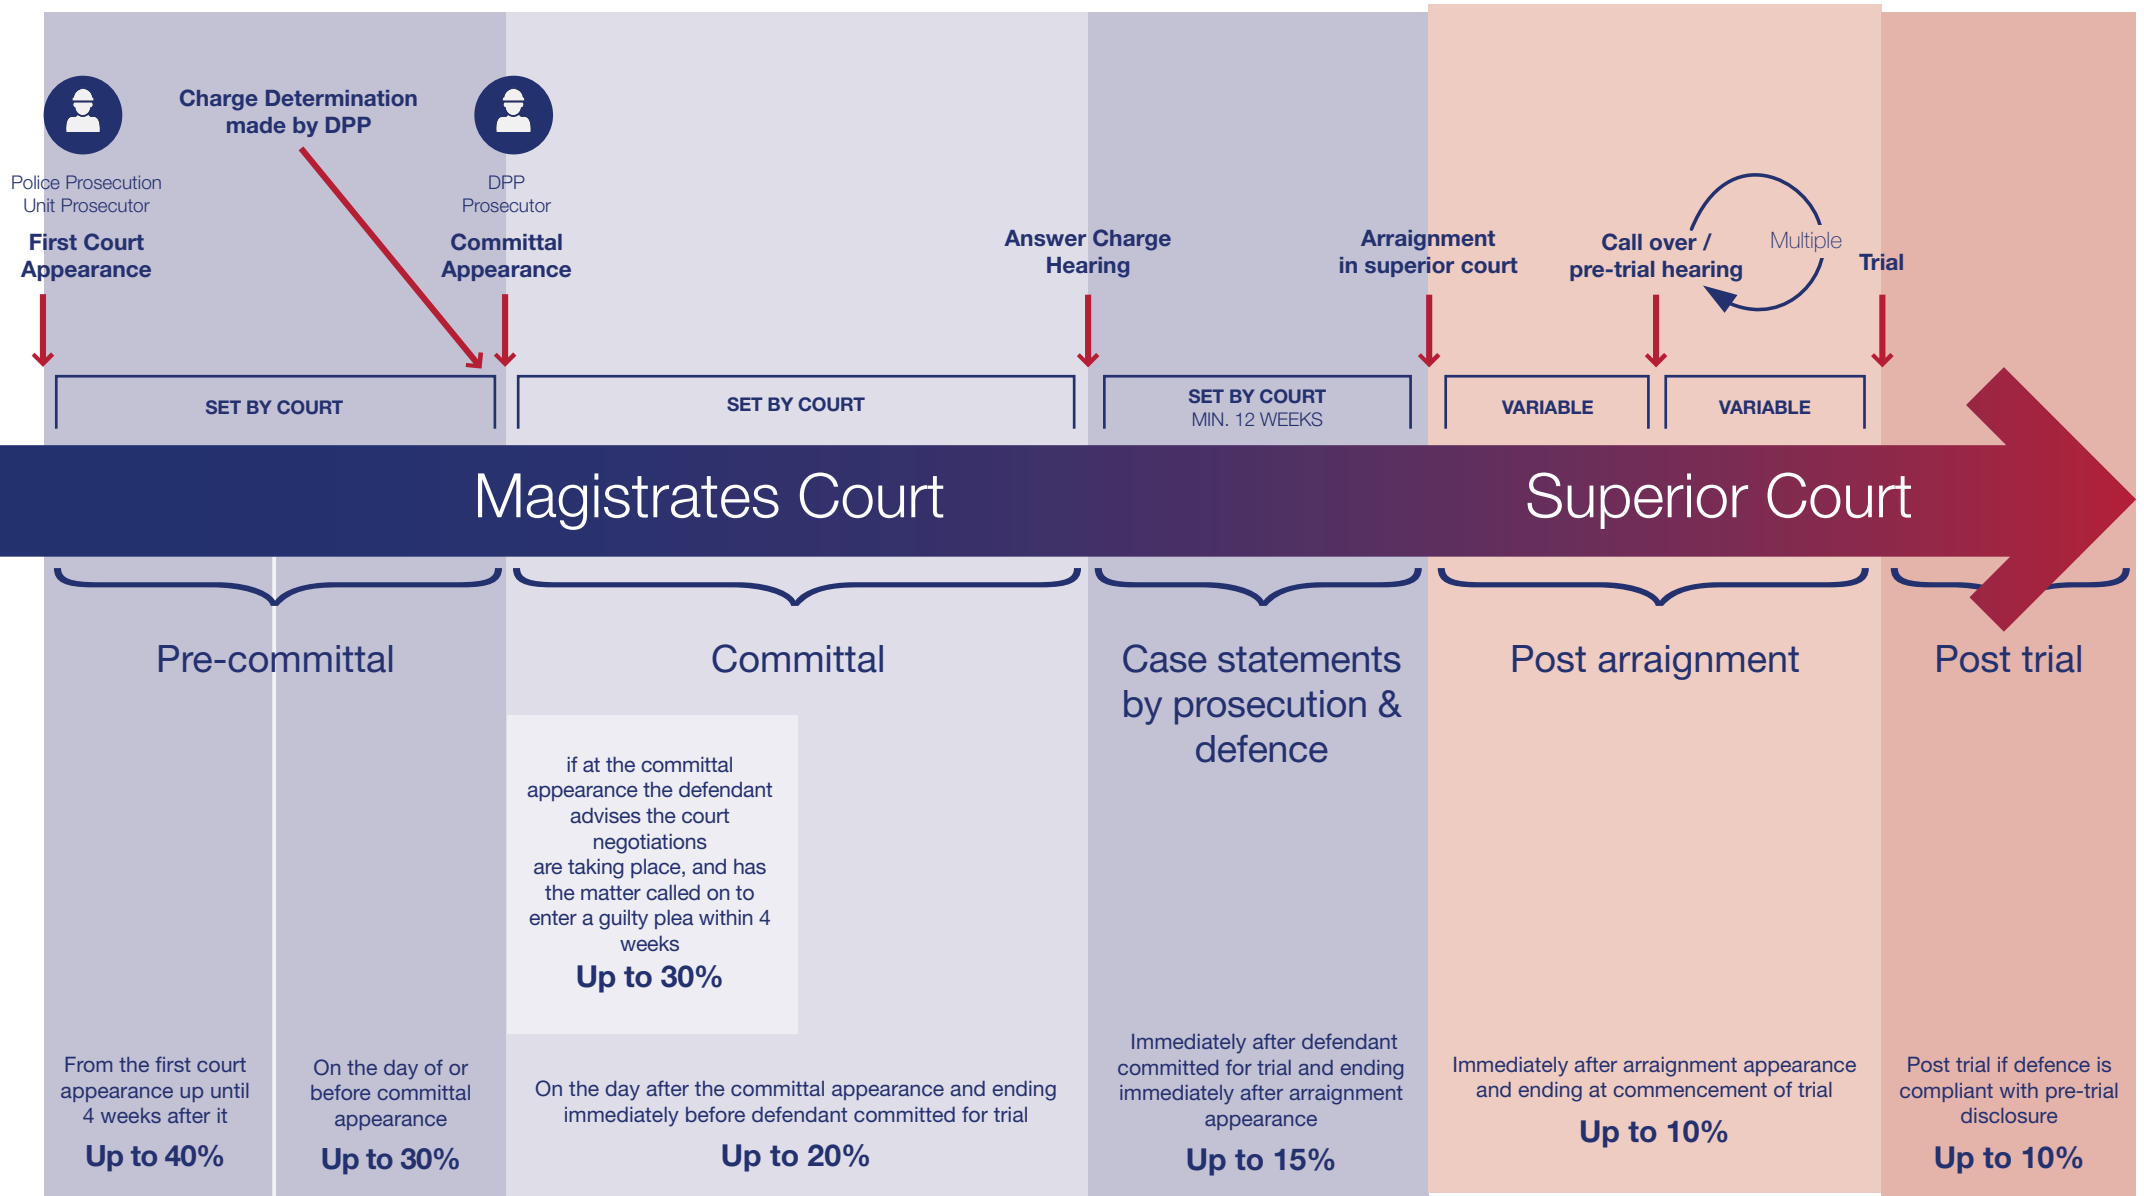 Charge Determination
made by DPP
Police Prosecution
Unit Prosecutor
First Court
Appearance
DPP
Prosecutor
Committal
Appearance
Answer Charge
Hearing
Arraignment
in superior court
Call over /
pre-trial hearing
Multiple
Trial
SET BY COURT
SET BY COURT
SET BY COURT
MIN. 12 WEEKS
VARIABLE
VARIABLE
Magistrates Court
Superior Court
Pre-committal
Committal
Case statements
by prosecution &
defence
Post arraignment
Post trial
if at the committal
appearance the defendant
advises the court
negotiations
are taking place, and has
the matter called on to
enter a guilty plea within 4
weeks
Up to 30%
From the first court
appearance up until
4 weeks after it
Up to 40%
On the day of or
before committal
appearance
Up to 30%
On the day after the committal appearance and ending
immediately before defendant committed for trial
Up to 20%
Immediately after defendant
committed for trial and ending
immediately after arraignment
appearance
Up to 15%
Immediately after arraignment appearance
and ending at commencement of trial
Up to 10%
Post trial if defence is
compliant with pre-trial
disclosure
Up to 10%